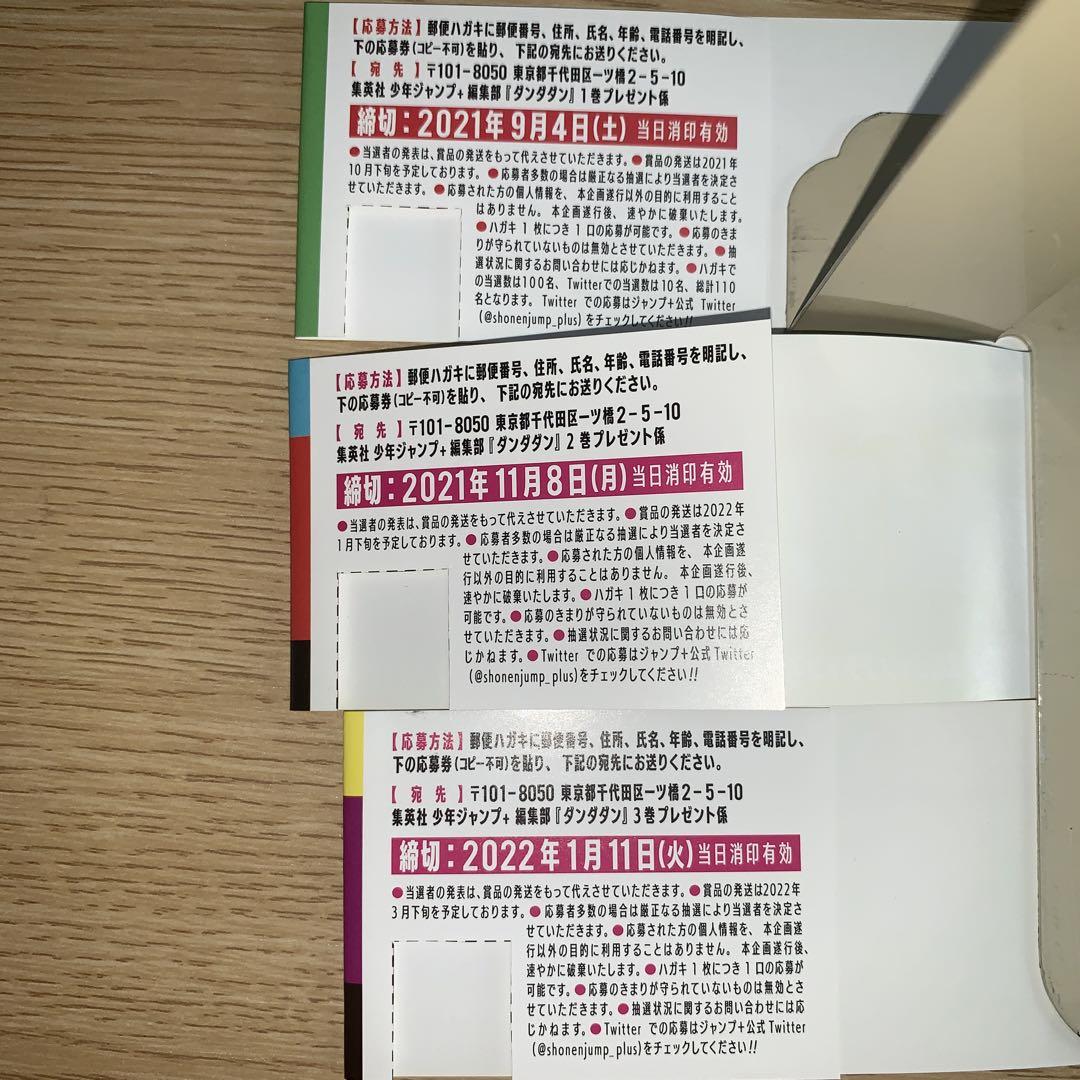 【応募方法】郵便ハガキに郵便番号、住所、氏名、年齢、電話番号を明記し、
下の応募券(コピー不可)を貼り、下記の宛先にお送りください。
【宛先】〒101-8050 東京都千代田区一ツ橋2-5-10
集英社 少年ジャンプ+ 編集部『ダンダダン』1巻プレゼント係
締切：2021年9月4日(土)当日消印有効
●当選者の発表は、賞品の発送をもって代えさせていただきます。●賞品の発送は2021年
10月下旬を予定しております。●応募者多数の場合は厳正なる抽選により当選者を決定さ
せていただきます。●応募された方の個人情報を、本企画遂行以外の目的に利用すること
はありません。本企画遂行後、速やかに破棄いたします。
●ハガキ1枚につき1口の応募が可能です。●応募のきま
りが守られていないものは無効とさせていただきます。●抽
選状況に関するお問い合わせには応じかねます。●ハガキで
の当選数は100名、Twitterでの当選数は10名、総計110
名となります。Twitter での応募はジャンプ+公式 Twitter
(@shonenjump_plus)をチェックしてください!!
【応募方法】郵便ハガキに郵便番号、住所、氏名、年齢、電話番号を明記し、
下の応募券(コピー不可)を貼り、下記の宛先にお送りください。
【宛先】〒101-8050 東京都千代田区一ツ橋2-5-10
集英社 少年ジャンプ+ 編集部『ダンダダン』2巻プレゼント係
締切：2021年11月8日(月)当日消印有効
●当選者の発表は、賞品の発送をもって代えさせていただきます。●賞品の発送は2022年
1月下旬を予定しております。●応募者多数の場合は厳正なる抽選により当選者を決定さ
せていただきます。●応募された方の個人情報を、本企画遂
行以外の目的に利用することはありません。本企画遂行後、
速やかに破棄いたします。●ハガキ1枚につき1口の応募が
可能です。●応募のきまりが守られていないものは無効とさ
せていただきます。●抽選状況に関するお問い合わせには応
じかねます。●Twitter での応募はジャンプ+公式 Twitter
(@shonenjump_plus)をチェックしてください!!
【応募方法】郵便ハガキに郵便番号、住所、氏名、年齢、電話番号を明記し、
下の応募券(コピー不可)を貼り、下記の宛先にお送りください。
【宛先】〒101-8050 東京都千代田区一ツ橋2-5-10
集英社 少年ジャンプ+ 編集部『ダンダダン』3巻プレゼント係
締切：2022年1月11日(火)当日消印有効
●当選者の発表は、賞品の発送をもって代えさせていただきます。●賞品の発送は2022年
3月下旬を予定しております。●応募者多数の場合は厳正なる抽選により当選者を決定さ
せていただきます。●応募された方の個人情報を、本企画遂
行以外の目的に利用することはありません。本企画遂行後、
速やかに破棄いたします。●ハガキ1枚につき1口の応募が
可能です。●応募のきまりが守られていないものは無効とさ
せていただきます。●抽選状況に関するお問い合わせには応
じかねます。●Twitter での応募はジャンプ+公式 Twitter
(@shonenjump_plus)をチェックしてください!!